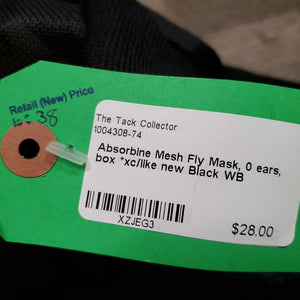 Retail (New) Price
38
The Tack Collector
1004308-74
Absorbine Mesh Fly Mask, 0 ears,
box *xc/like new Black WB
XZJEG3
$28.00